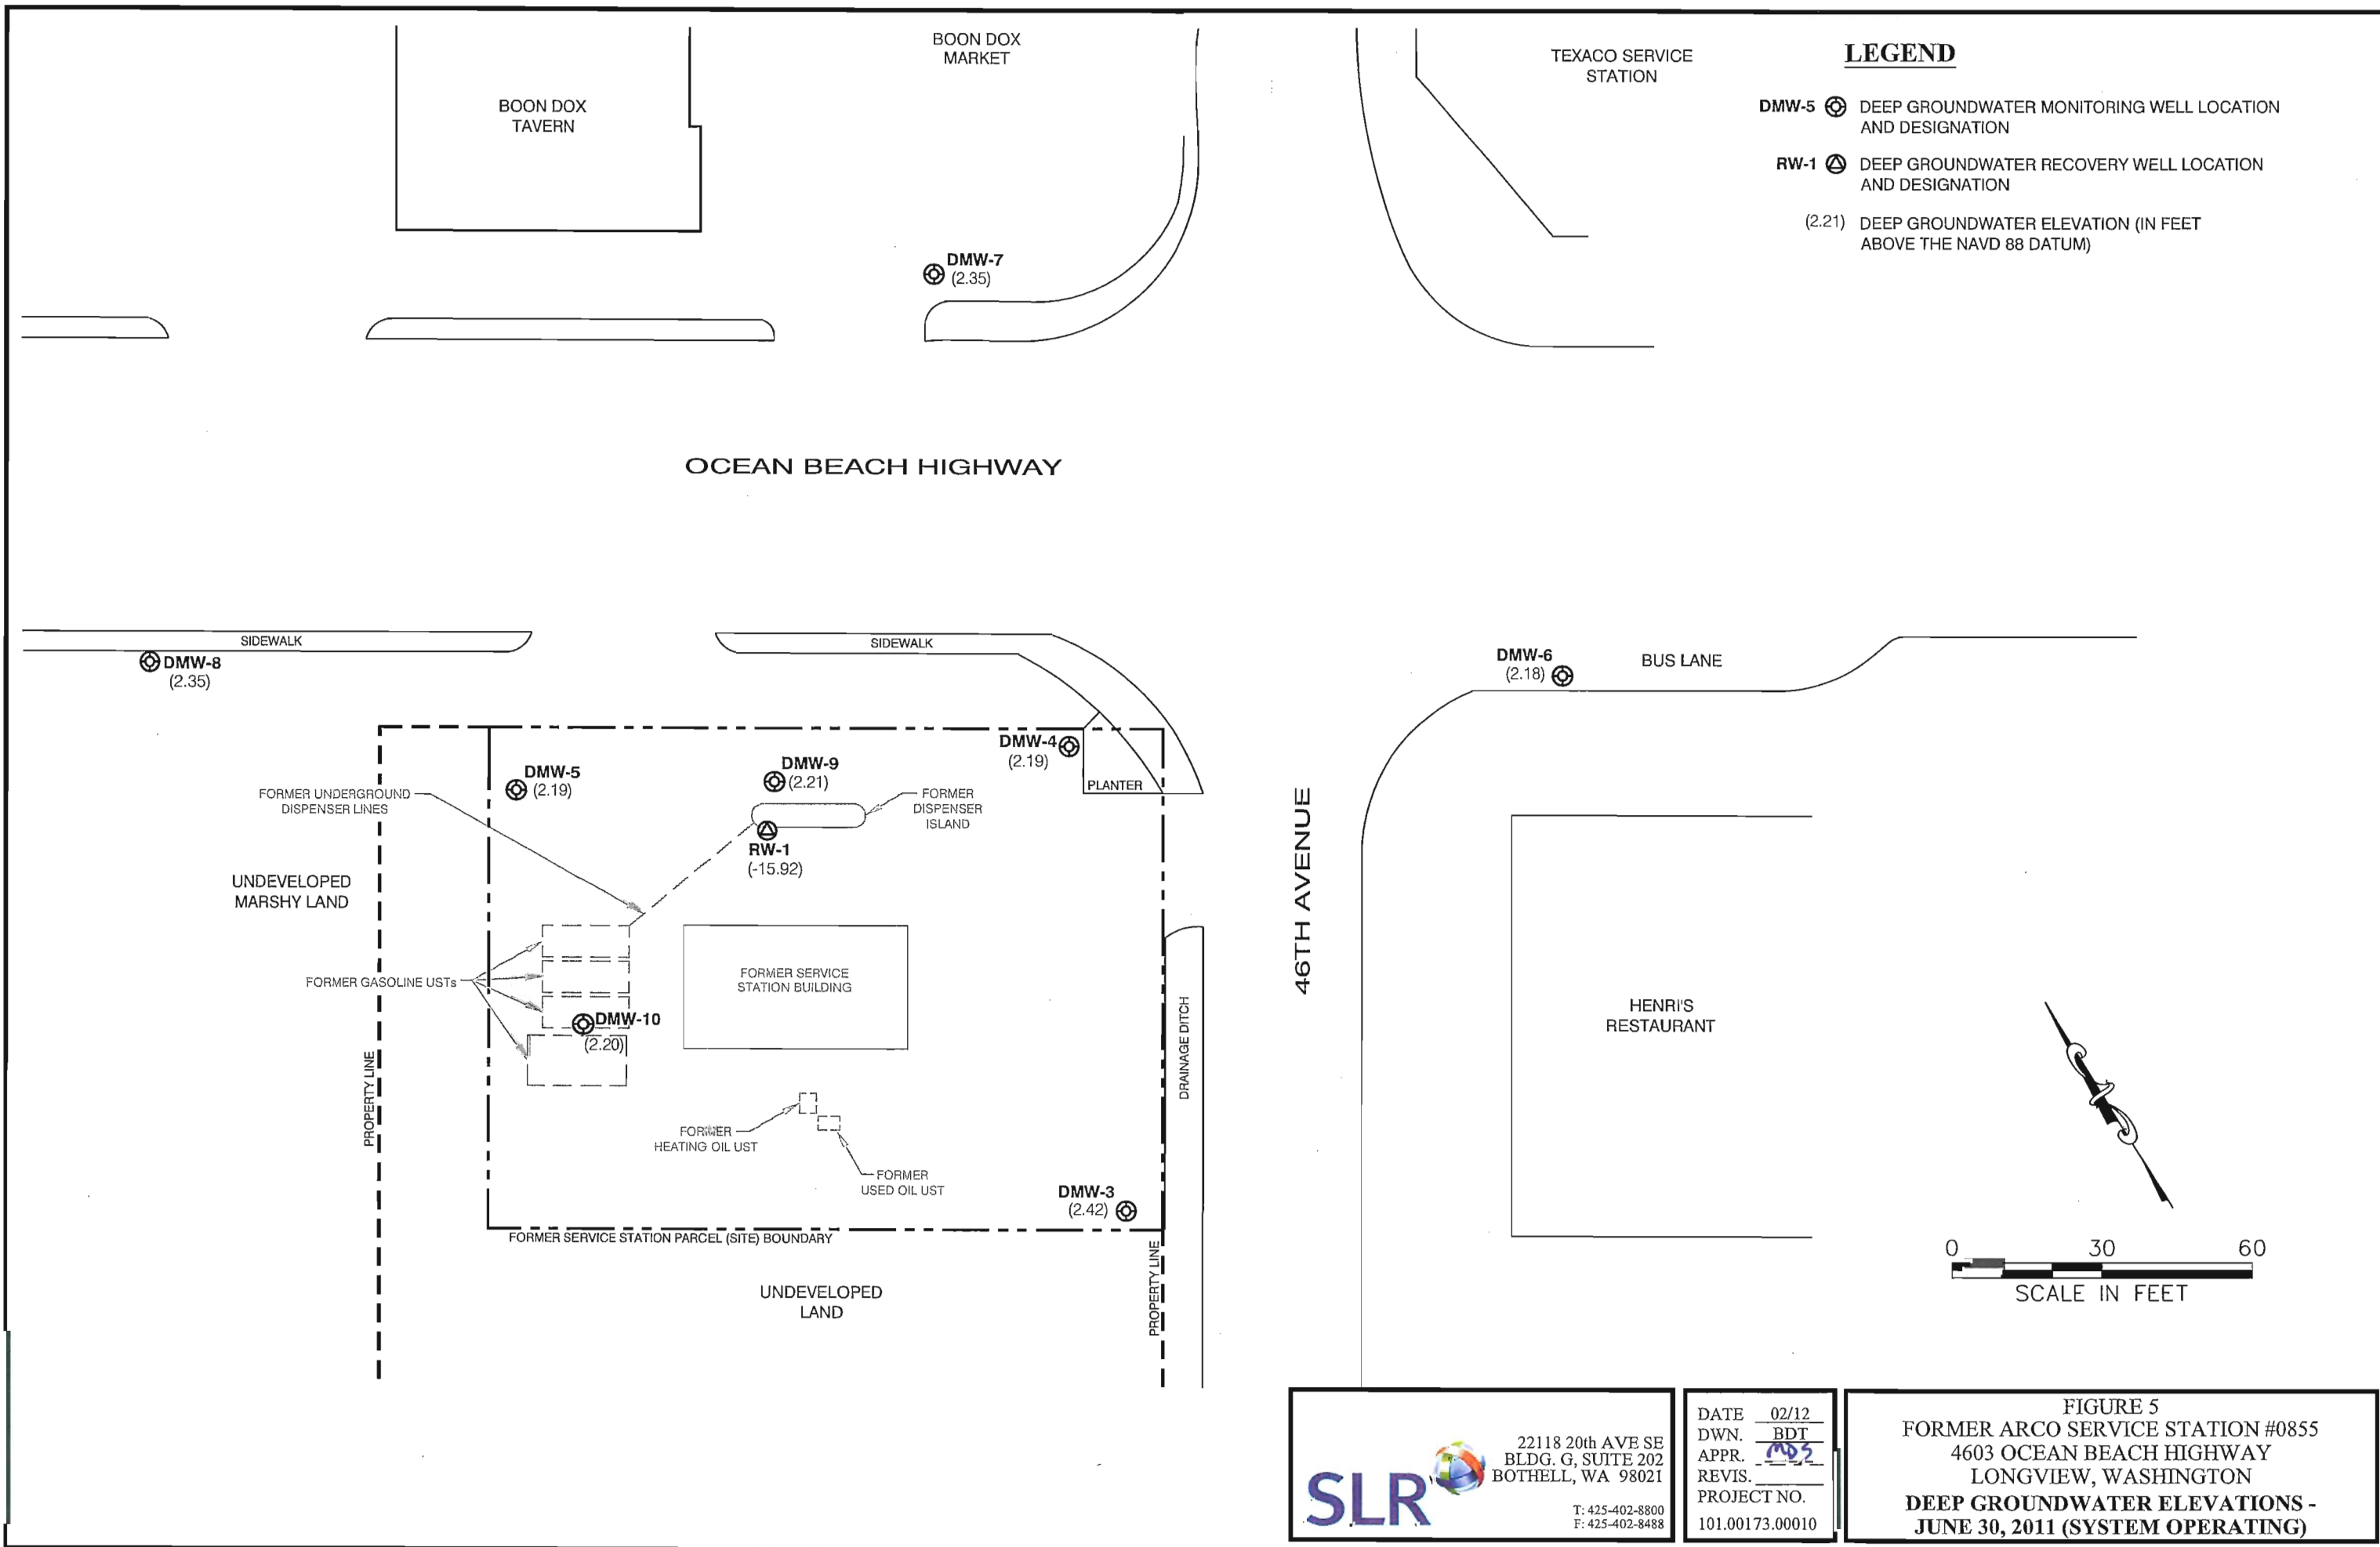 BOON DOX
MARKET
BOON DOX
TAVERN
TEXACO SERVICE
STATION
LEGEND
DMW-5 DEEP GROUNDWATER MONITORING WELL LOCATION
AND DESIGNATION
RW-1 DEEP GROUNDWATER RECOVERY WELL LOCATION
AND DESIGNATION
(2.21) DEEP GROUNDWATER ELEVATION (IN FEET
ABOVE THE NAVD 88 DATUM)
DMW-7
(2.35)
OCEAN BEACH HIGHWAY
SIDEWALK
SIDEWALK
DMW-8
(2.35)
DMW-6
(2.18)
BUS LANE
DMW-4
(2.19)
PLANTER
DMW-9
(2.21)
DMW-5
(2.19)
FORMER UNDERGROUND
DISPENSER LINES
FORMER
DISPENSER
ISLAND
RW-1
(-15.92)
46TH AVENUE
UNDEVELOPED
MARSHY LAND
FORMER GASOLINE USTs
FORMER SERVICE
STATION BUILDING
DMW-10
(2.20)
HENRI'S
RESTAURANT
DRAINAGE DITCH
PROPERTY LINE
FORMER
HEATING OIL UST
FORMER
USED OIL UST
DMW-3
(2.42)
FORMER SERVICE STATION PARCEL (SITE) BOUNDARY
PROPERTY LINE
UNDEVELOPED
LAND
0 30 60
SCALE IN FEET
SLR
22118 20th AVE SE
BLDG. G, SUITE 202
BOTHELL, WA 98021
T: 425-402-8800
F: 425-402-8488
DATE 02/12
DWN. BDT
APPR. MDS
REVIS.
PROJECT NO.
101.00173.00010
FIGURE 5
FORMER ARCO SERVICE STATION #0855
4603 OCEAN BEACH HIGHWAY
LONGVIEW, WASHINGTON
DEEP GROUNDWATER ELEVATIONS -
JUNE 30, 2011 (SYSTEM OPERATING)